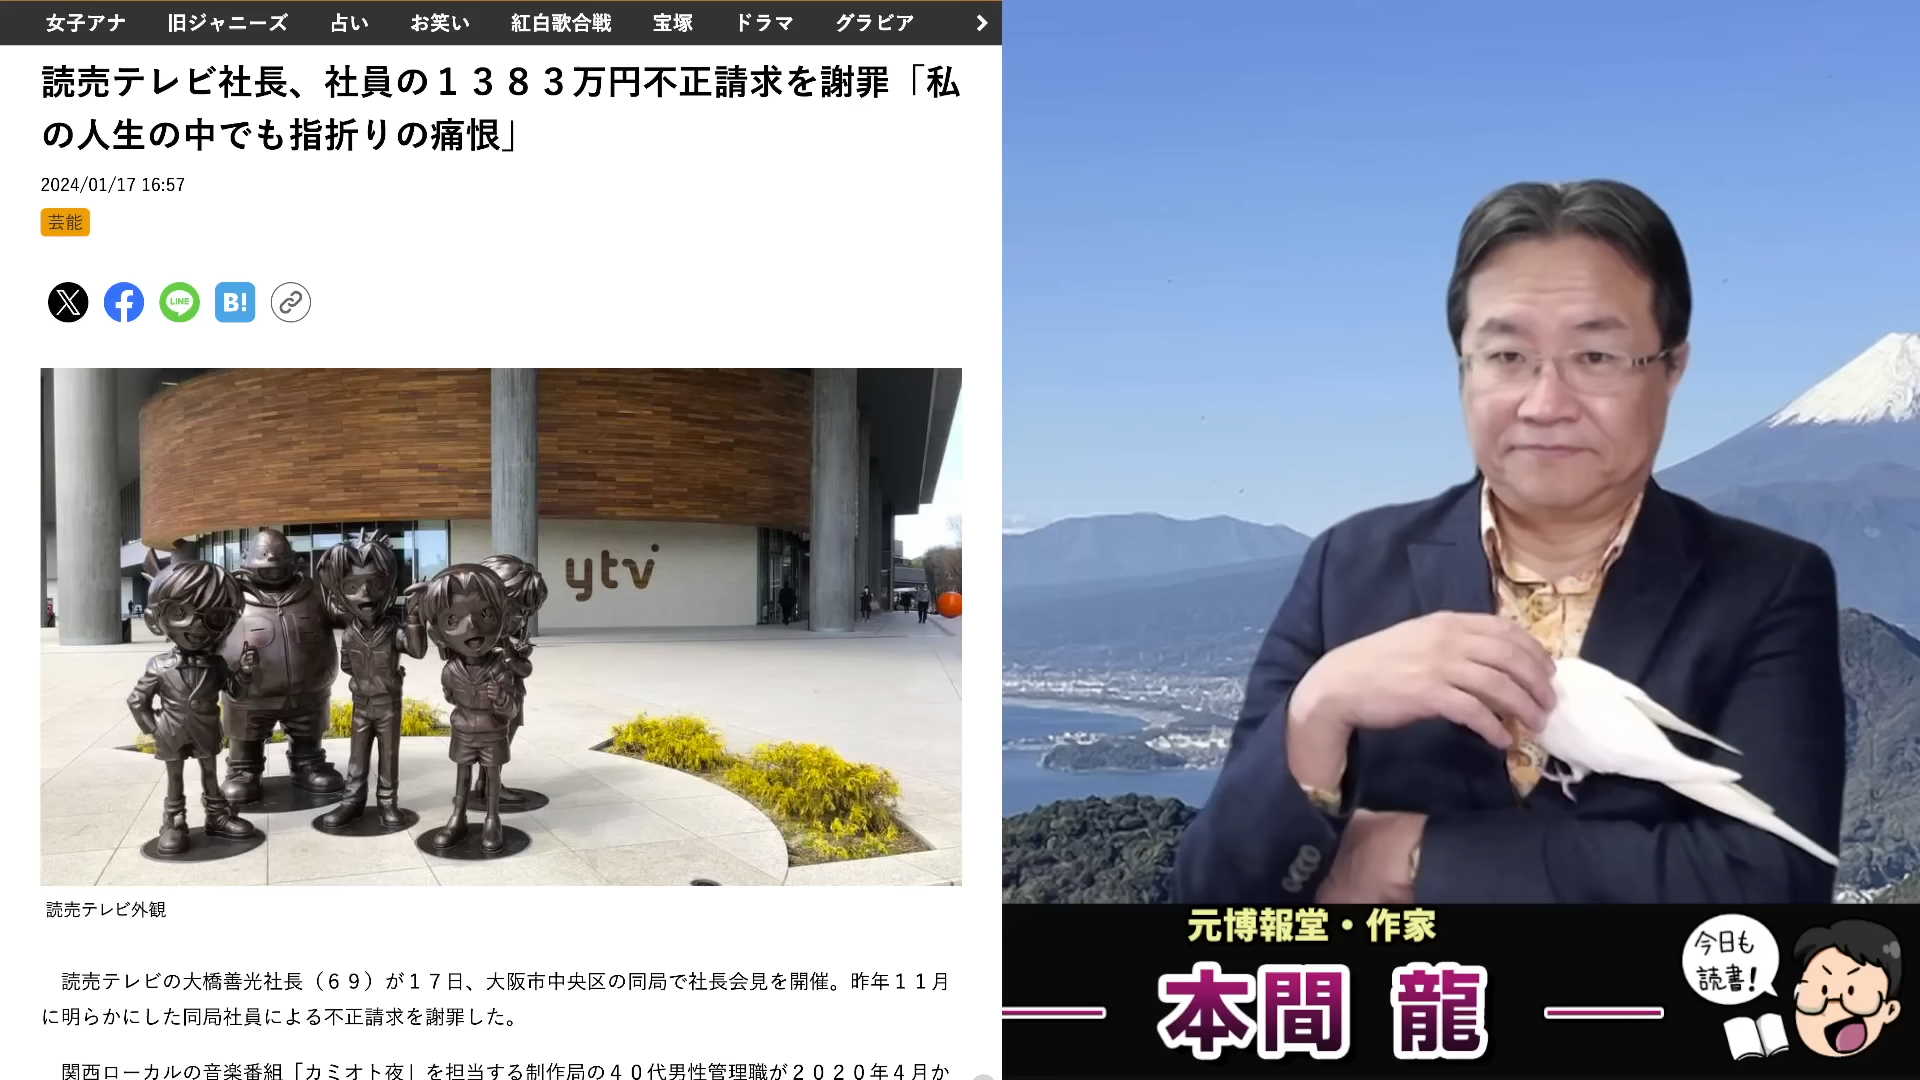 女子アナ 旧ジャニーズ 占い お笑い 紅白歌合戦 宝塚 ドラマ グラビア
読売テレビ社長、社員の１３８３万円不正請求を謝罪「私
の人生の中でも指折りの痛恨」
2024/01/17 16:57
芸能
LINE
B!
ytv
読売テレビ外観
読売テレビの大橋善光社長（６９）が１７日、大阪市中央区の同局で社長会見を開催。昨年１１月
に明らかにした同局社員による不正請求を謝罪した。
関西ローカルの音楽番組「カミオト夜」を担当する制作局の４０代男性管理職が２０２０年４月か
元博報堂・作家
本間 龍
今日も
読書!